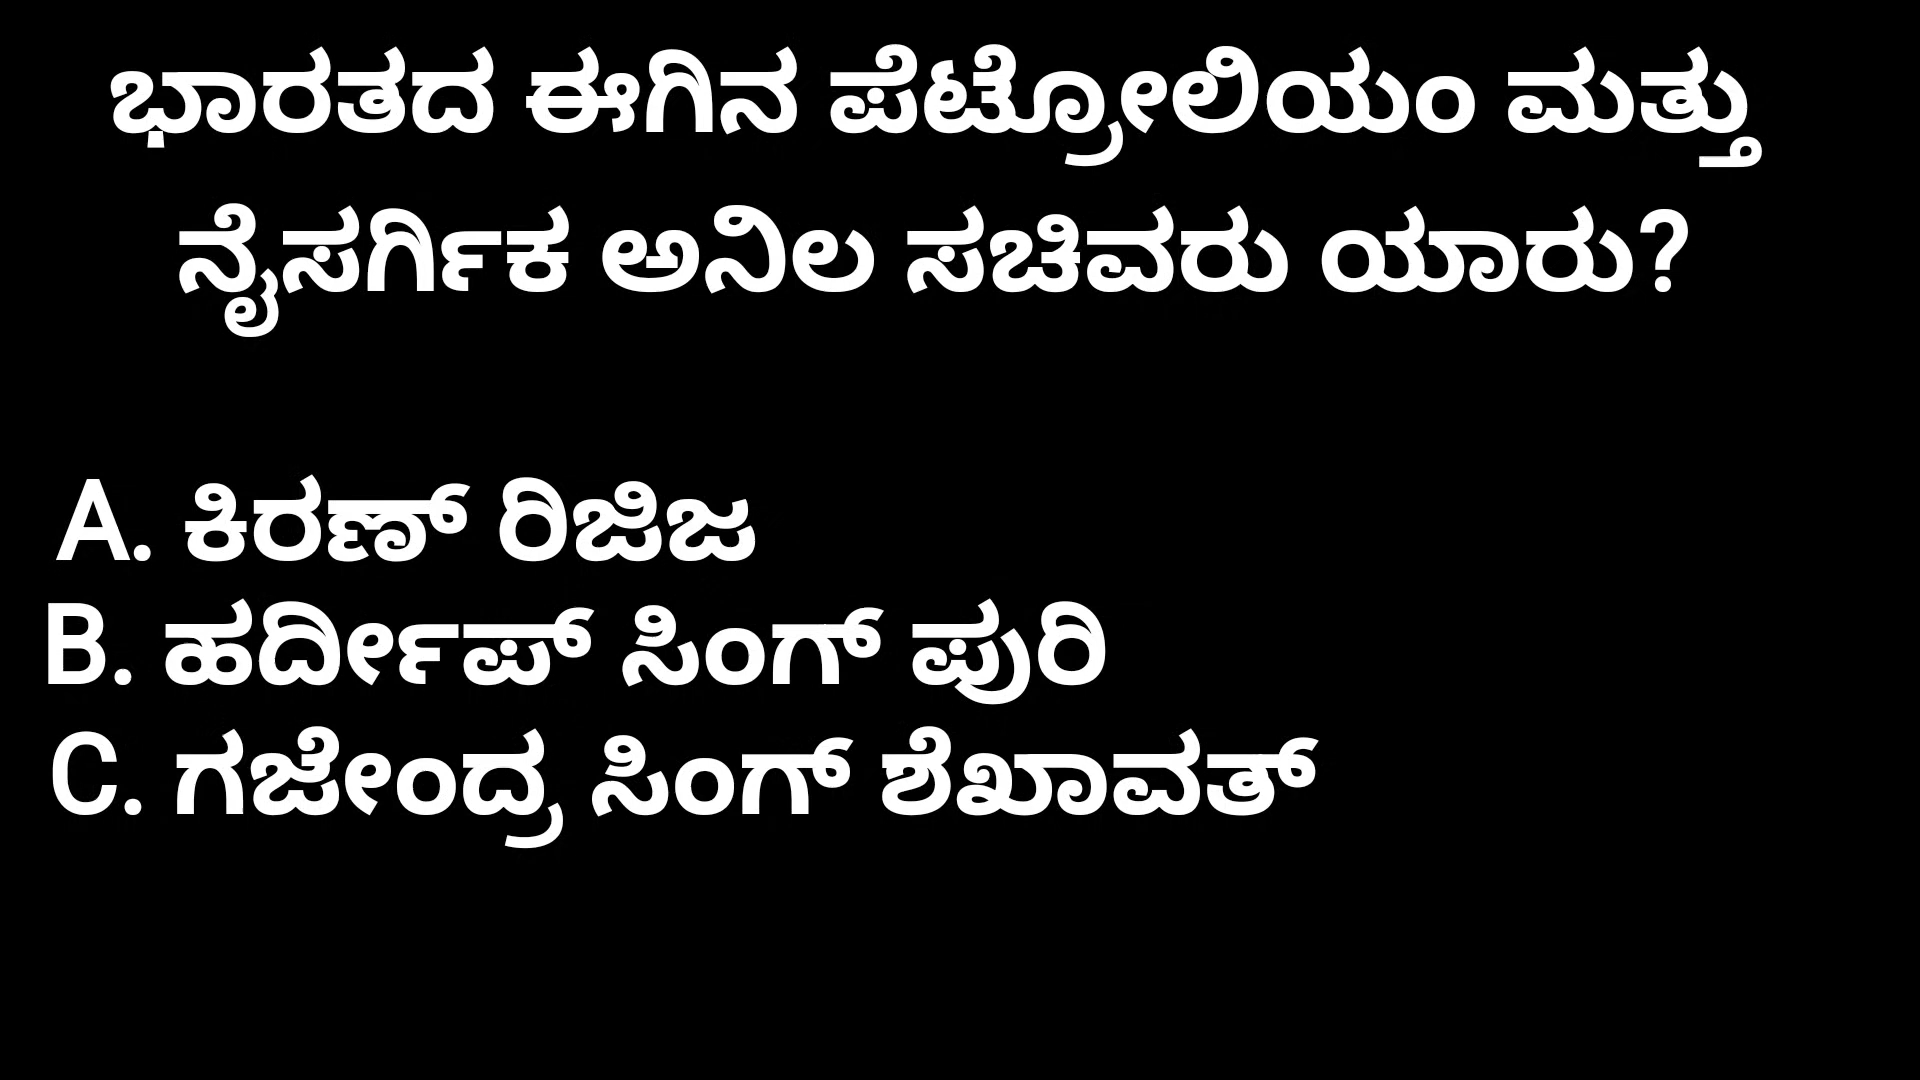 ಭಾರತದ ಈಗಿನ ಪೆಟ್ರೋಲಿಯಂ ಮತ್ತು
ನೈಸರ್ಗಿಕ ಅನಿಲ ಸಚಿವರು ಯಾರು?
A. ಕಿರಣ್ ರಿಜಿಜ
B. ಹರ್ದೀಪ್ ಸಿಂಗ್ ಪುರಿ
C. ಗಜೇಂದ್ರ ಸಿಂಗ್ ಶೆಖಾವತ್